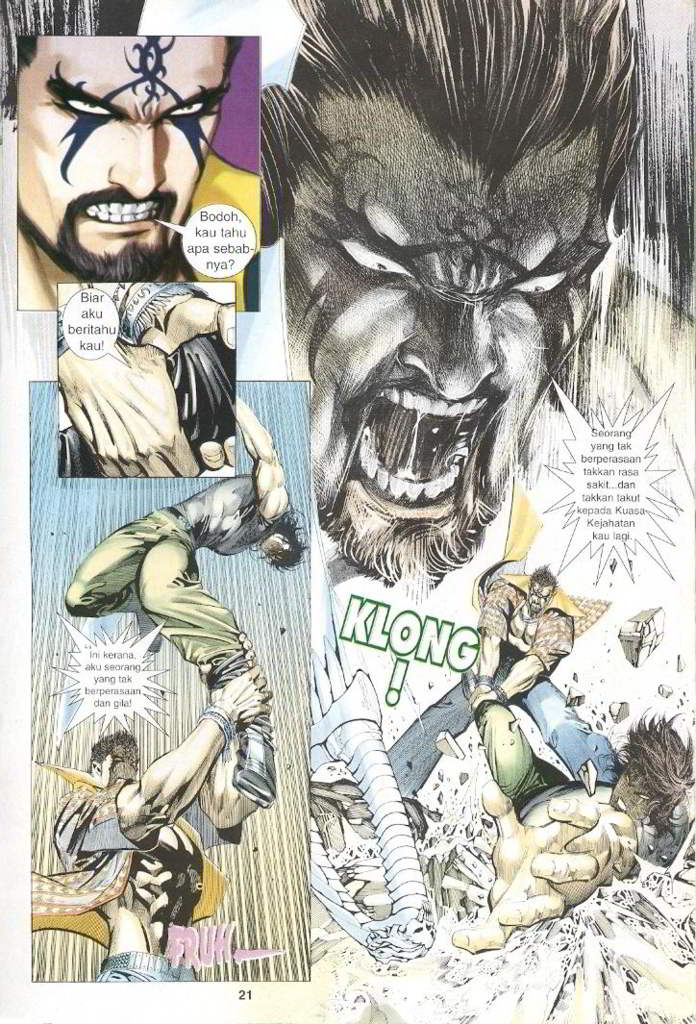 Bodoh,
kau tahu
apa sebab-
nya?
Biar
aku
beritahu
kau!
Ini kerana,
aku seorang
yang tak
berperasaan
dan gila!
FRUH
Seorang
yang tak
berperasaan
takkan rasa
sakit...dan
takkan takut
kepada Kuasa
Kejahatan
kau lagi.
KLONG
!
21